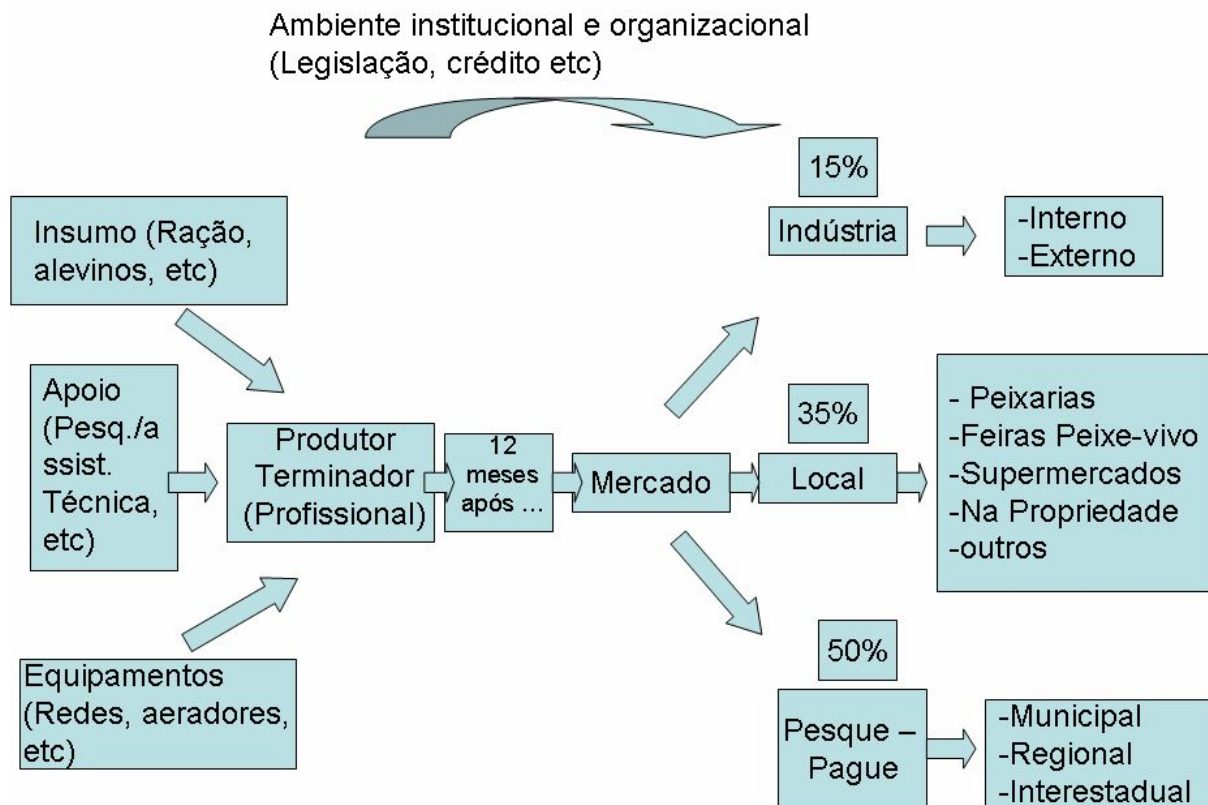 Ambiente institucional e organizacional
(Legislação, crédito etc)
15%
Indústria
-Interno
-Externo
Insumo (Ração,
alevinos, etc)
Apoio
(Pesq./a
ssist.
Técnica,
etc)
Produtor
Terminador
(Profissional)
12
meses
após ...
Mercado
35%
Local
- Peixarias
-Feiras Peixe-vivo
-Supermercados
-Na Propriedade
-outros
Equipamentos
(Redes, aeradores,
etc)
50%
Pesque –
Pague
-Municipal
-Regional
-Interestadual